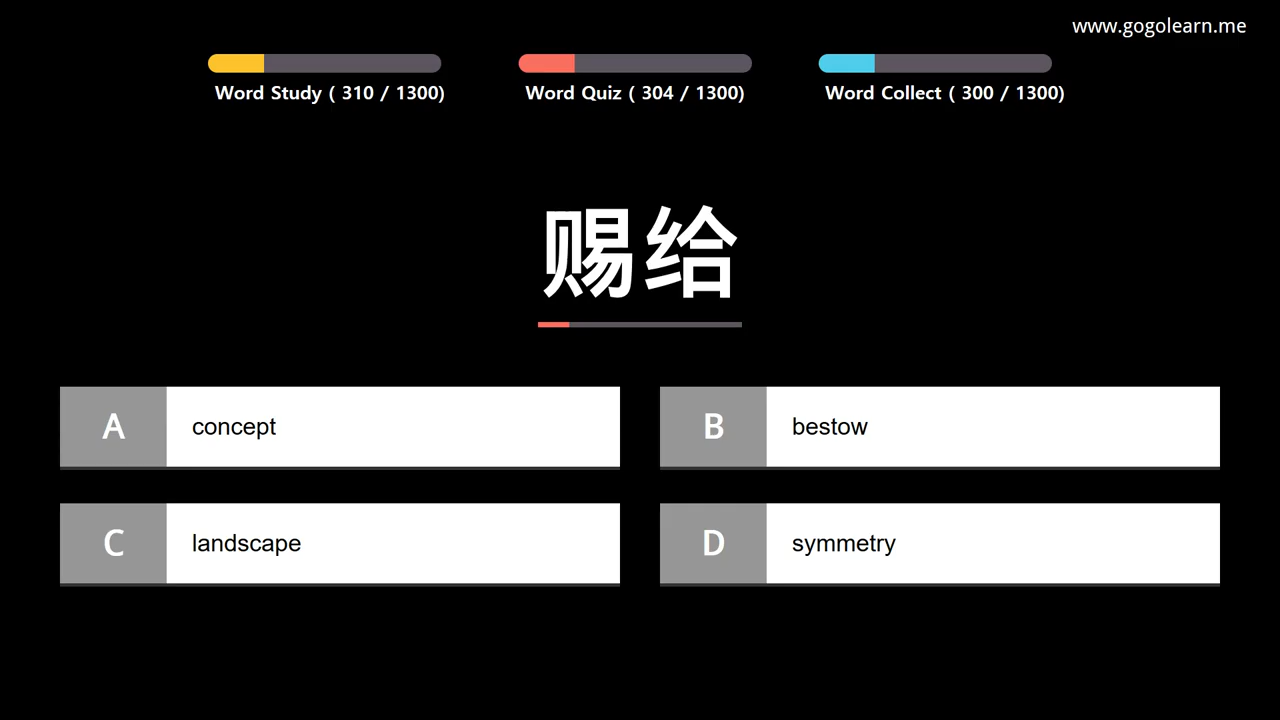 www.gogolearn.me
Word Study ( 310 / 1300)
Word Quiz ( 304 / 1300)
Word Collect ( 300 / 1300)
赐给
A concept
B bestow
C landscape
D symmetry